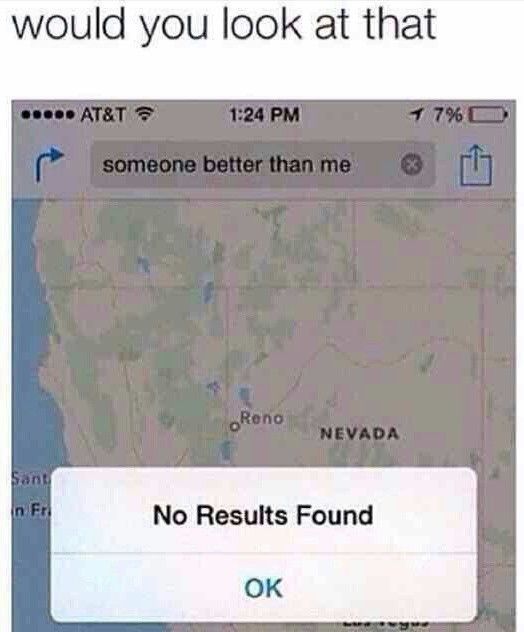 would you look at that
AT&T 1:24 PM 7%
someone better than me
Reno
NEVADA
Sant
n Fr
No Results Found
OK